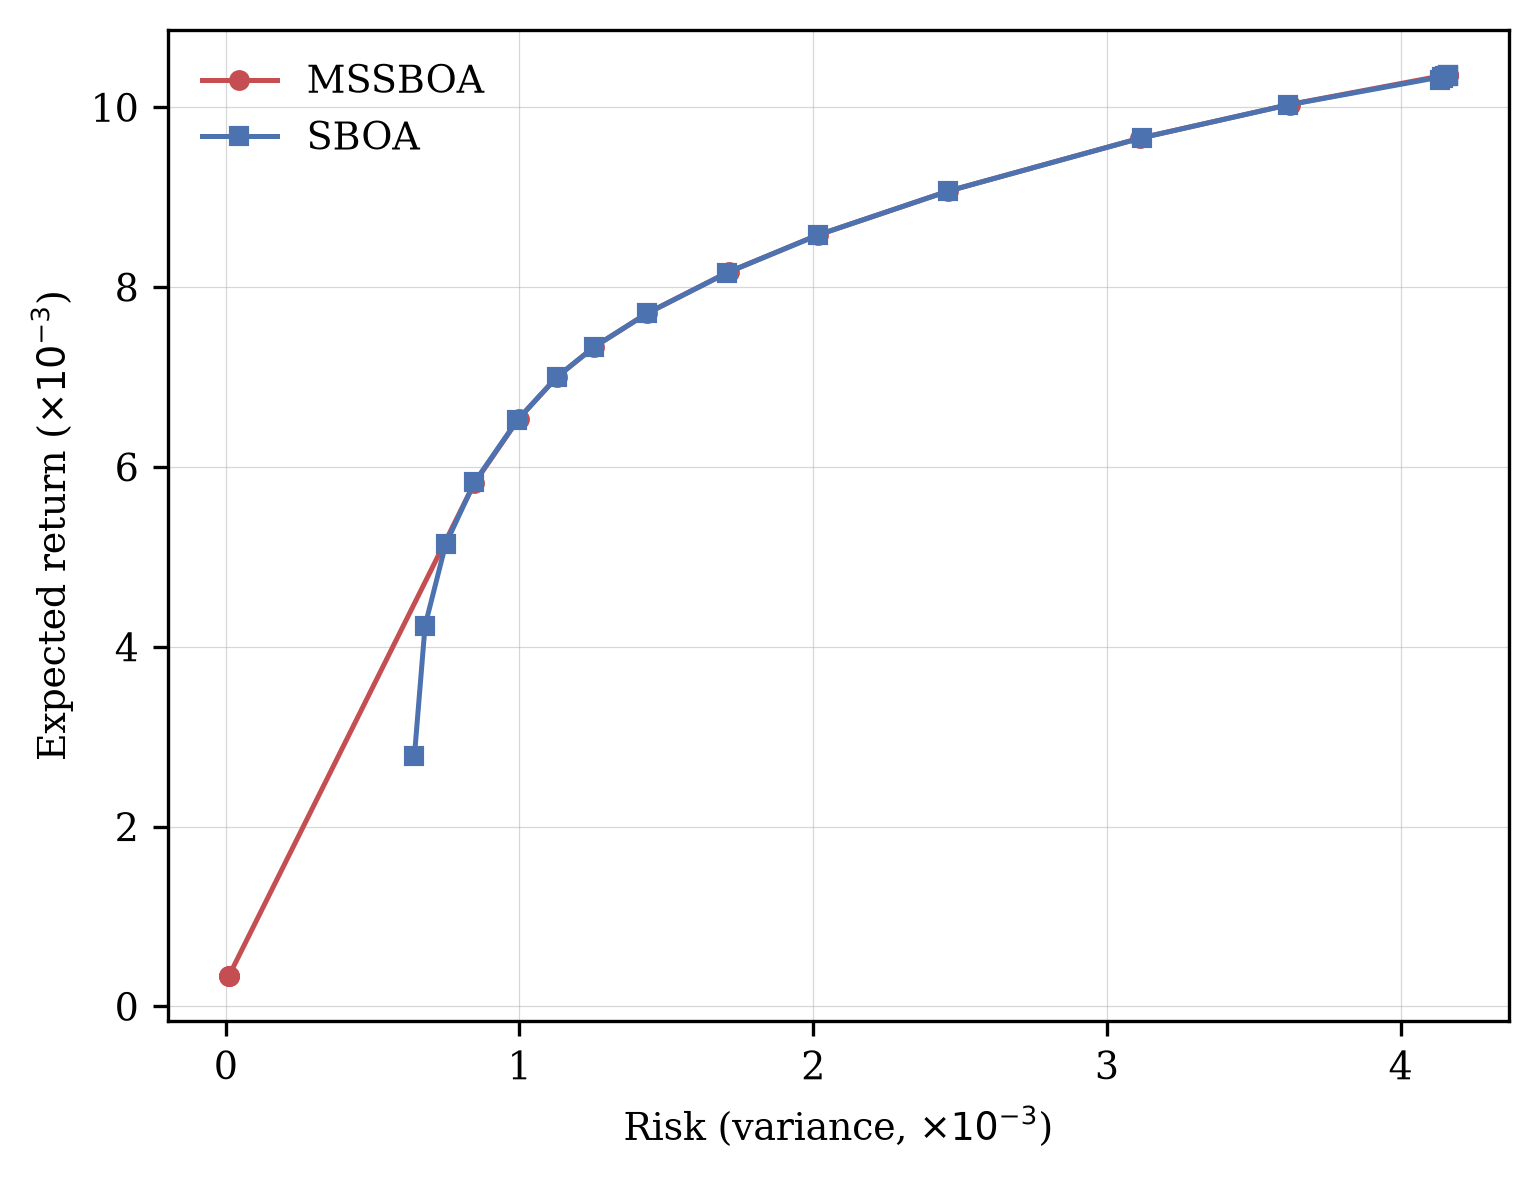 MSSBOA
SBOA
10
8
6
4
2
0
Expected return (×10⁻³)
0 1 2 3 4
Risk (variance, ×10⁻³)